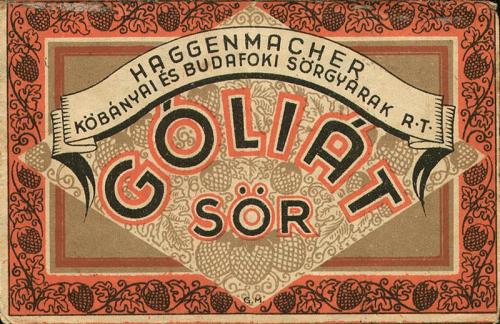 HAGGENMACHER
KŐBÁNYAI ÉS BUDAFOKI SÖRGYÁRAK R.T.
GÓLIÁT
SÖR
G.M.